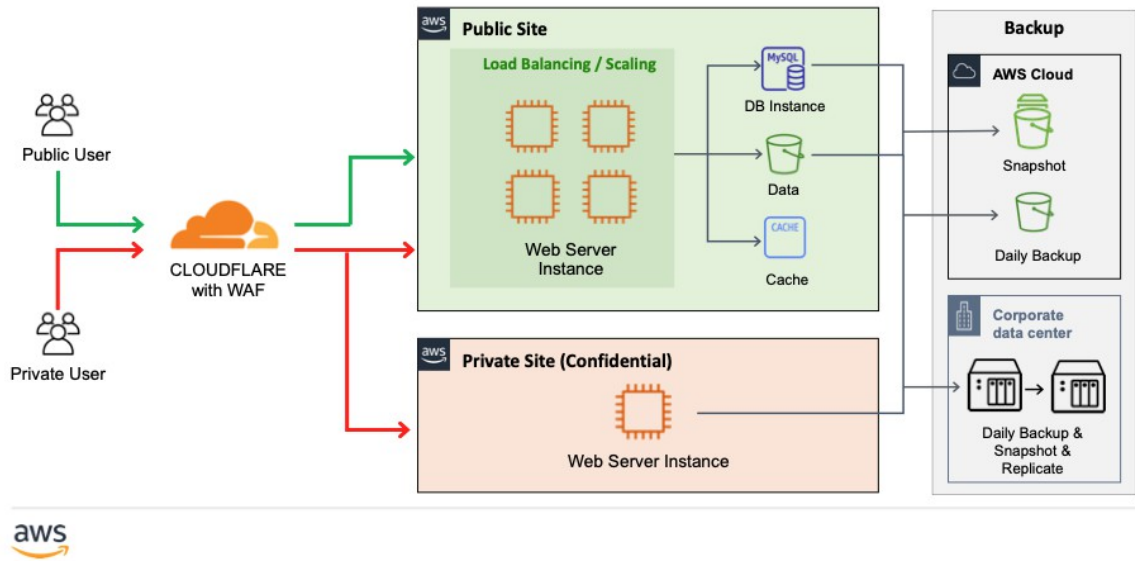 aws
aws
Public Site
Load Balancing / Scaling
Web Server
Instance
MySQL
DB Instance
Data
CACHE
Cache
Public User
CLOUDFLARE
with WAF
Private User
aws
Private Site (Confidential)
Web Server Instance
Backup
AWS Cloud
Snapshot
Daily Backup
Corporate
data center
Daily Backup &
Snapshot &
Replicate
aws